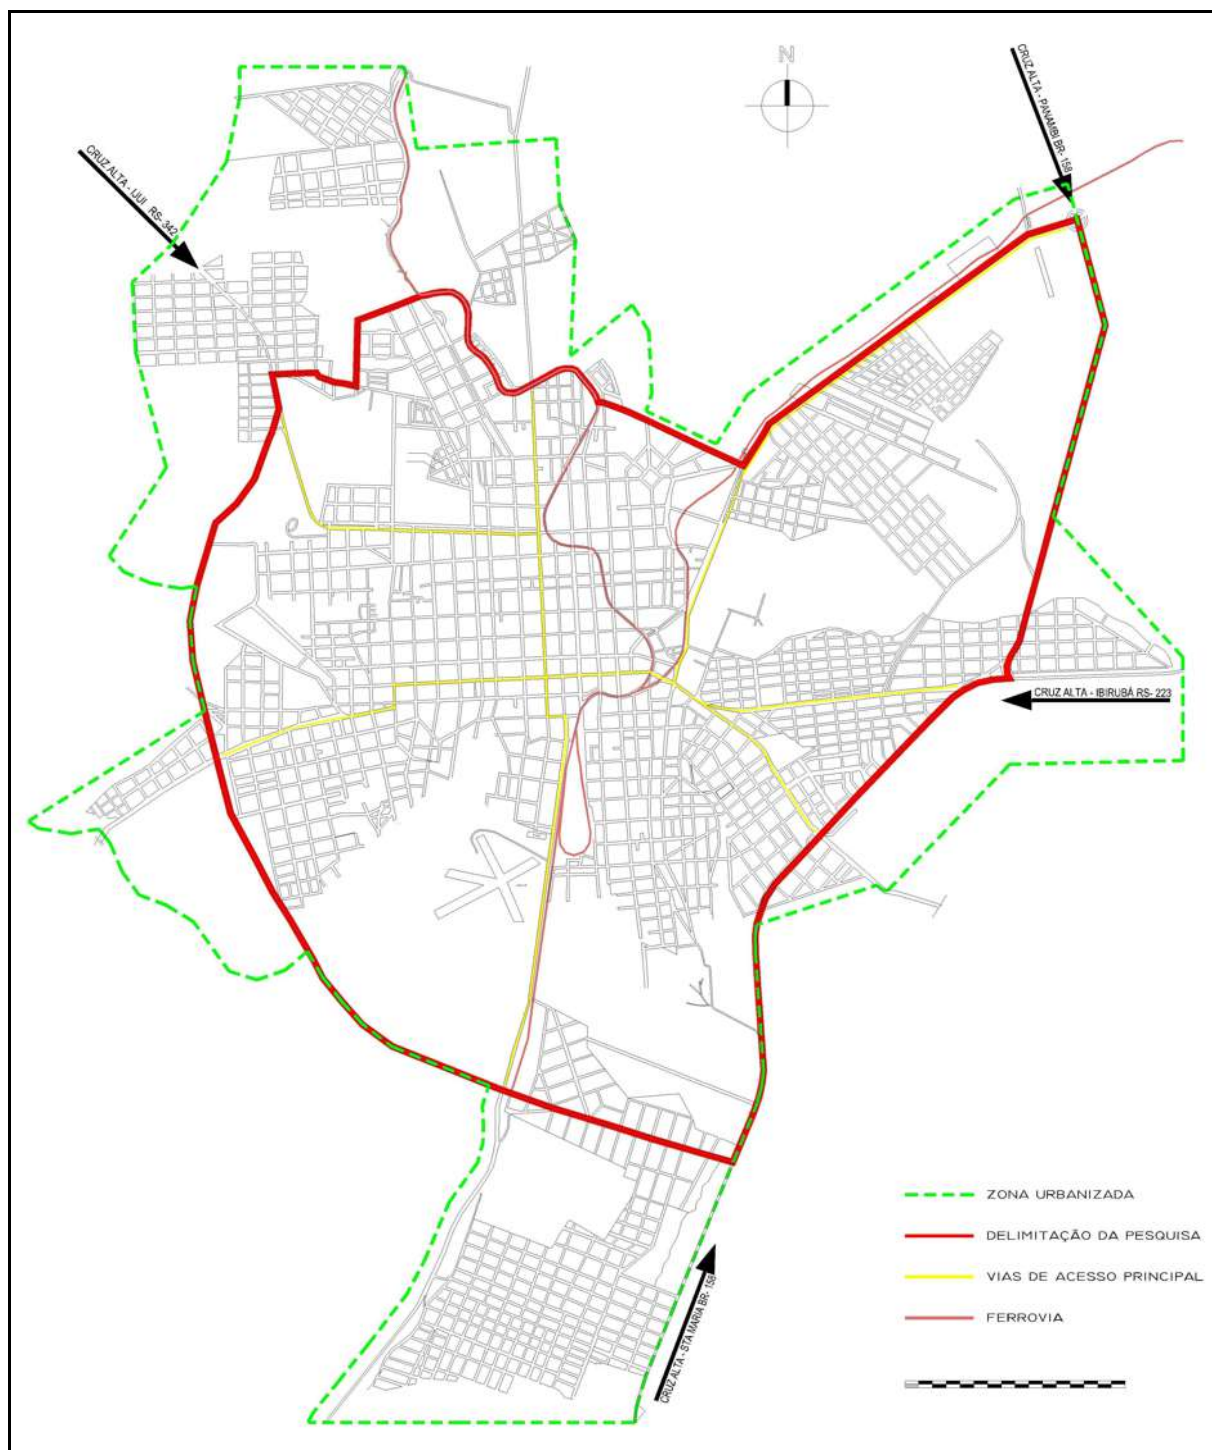 N
CRUZ ALTA - PANAMBI BR- 158
CRUZ ALTA - IJUI RS- 342
CRUZ ALTA - IBIRUBÁ RS- 223
ZONA URBANIZADA
DELIMITAÇÃO DA PESQUISA
VIAS DE ACESSO PRINCIPAL
FERROVIA
CRUZ ALTA - STA MARIA BR- 158